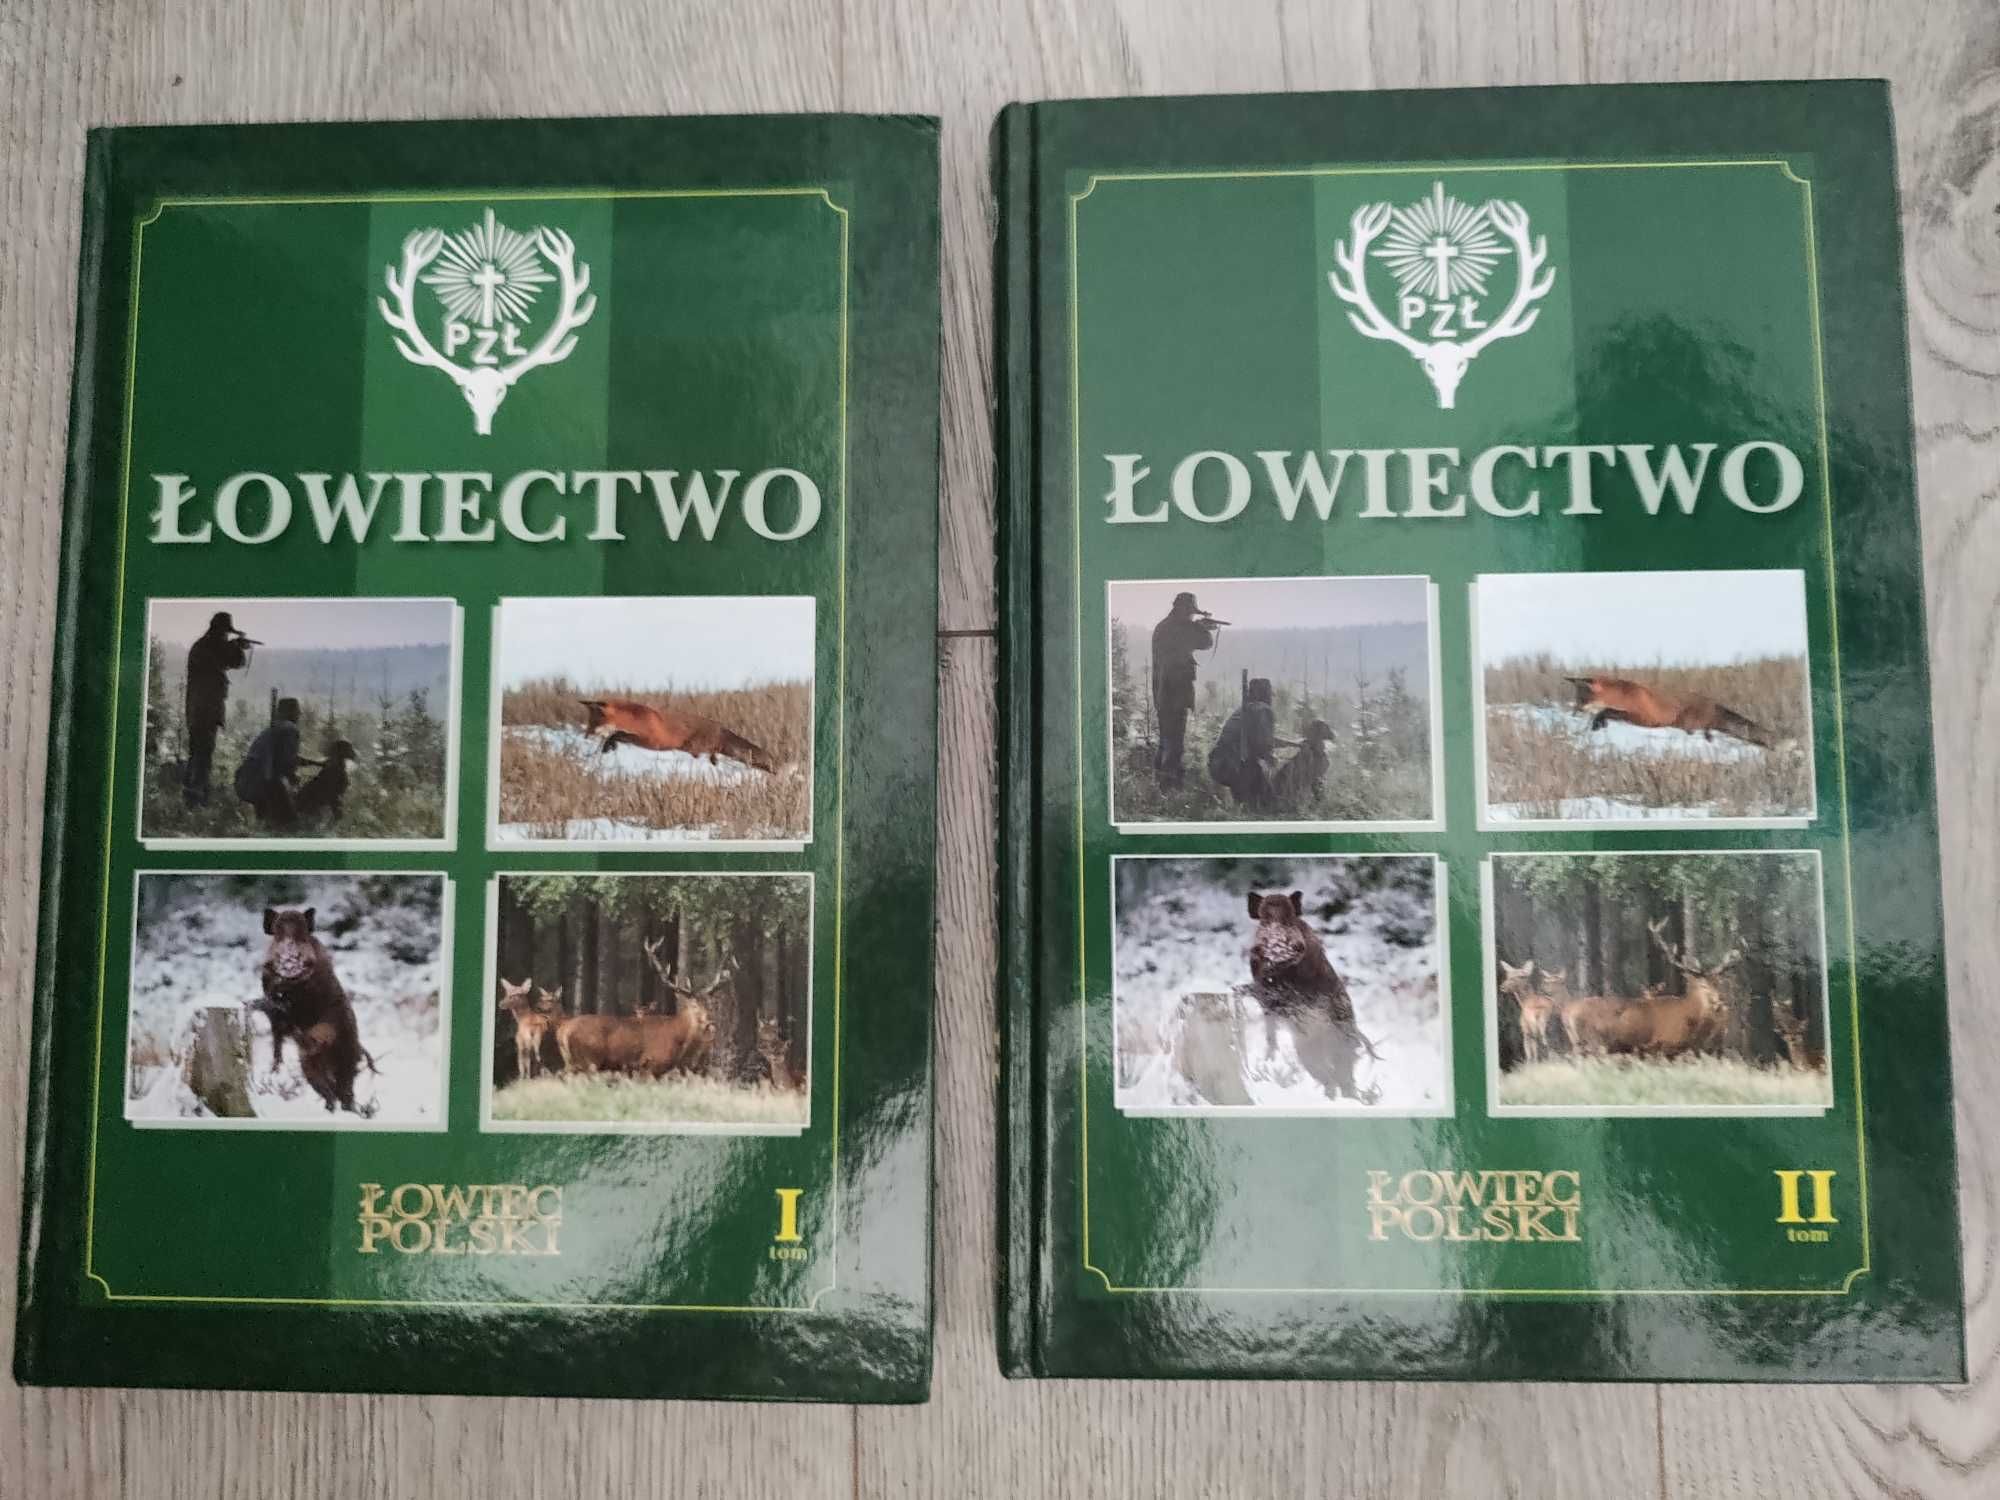 PZŁ
ŁOWIECTWO
ŁOWIEC
POLSKI
I
tom
PZŁ
ŁOWIECTWO
ŁOWIEC
POLSKI
II
tom